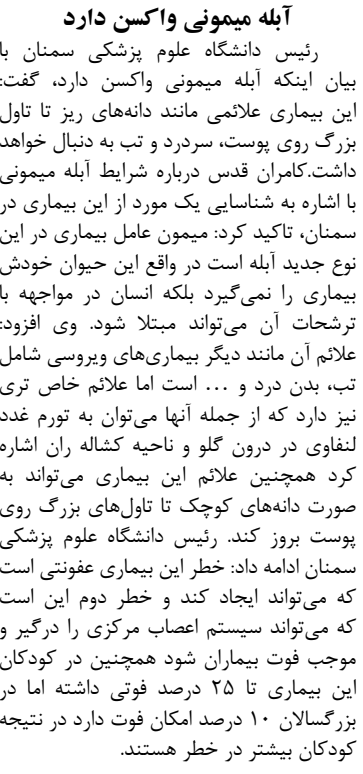 آبله میمونی واکسن دارد
رئیس دانشگاه علوم پزشکی سمنان با
بیان اینکه آبله میمونی واکسن دارد، گفت:
این بیماری علائمی مانند دانه‌های ریز تا تاول
بزرگ روی پوست، سردرد و تب به دنبال خواهد
داشت.کامران قدس درباره شرایط آبله میمونی
با اشاره به شناسایی یک مورد از این بیماری در
سمنان، تاکید کرد: میمون عامل بیماری در این
نوع جدید آبله است در واقع این حیوان خودش
بیماری را نمی‌گیرد بلکه انسان در مواجهه با
ترشحات آن می‌تواند مبتلا شود. وی افزود:
علائم آن مانند دیگر بیماری‌های ویروسی شامل
تب، بدن درد و ... است اما علائم خاص تری
نیز دارد که از جمله آنها می‌توان به تورم غدد
لنفاوی در درون گلو و ناحیه کشاله ران اشاره
کرد همچنین علائم این بیماری می‌تواند به
صورت دانه‌های کوچک تا تاول‌های بزرگ روی
پوست بروز کند. رئیس دانشگاه علوم پزشکی
سمنان ادامه داد: خطر این بیماری عفونتی است
که می‌تواند ایجاد کند و خطر دوم این است
که می‌تواند سیستم اعصاب مرکزی را درگیر و
موجب فوت بیماران شود همچنین در کودکان
این بیماری تا ۲۵ درصد فوتی داشته اما در
بزرگسالان ۱۰ درصد امکان فوت دارد در نتیجه
کودکان بیشتر در خطر هستند.